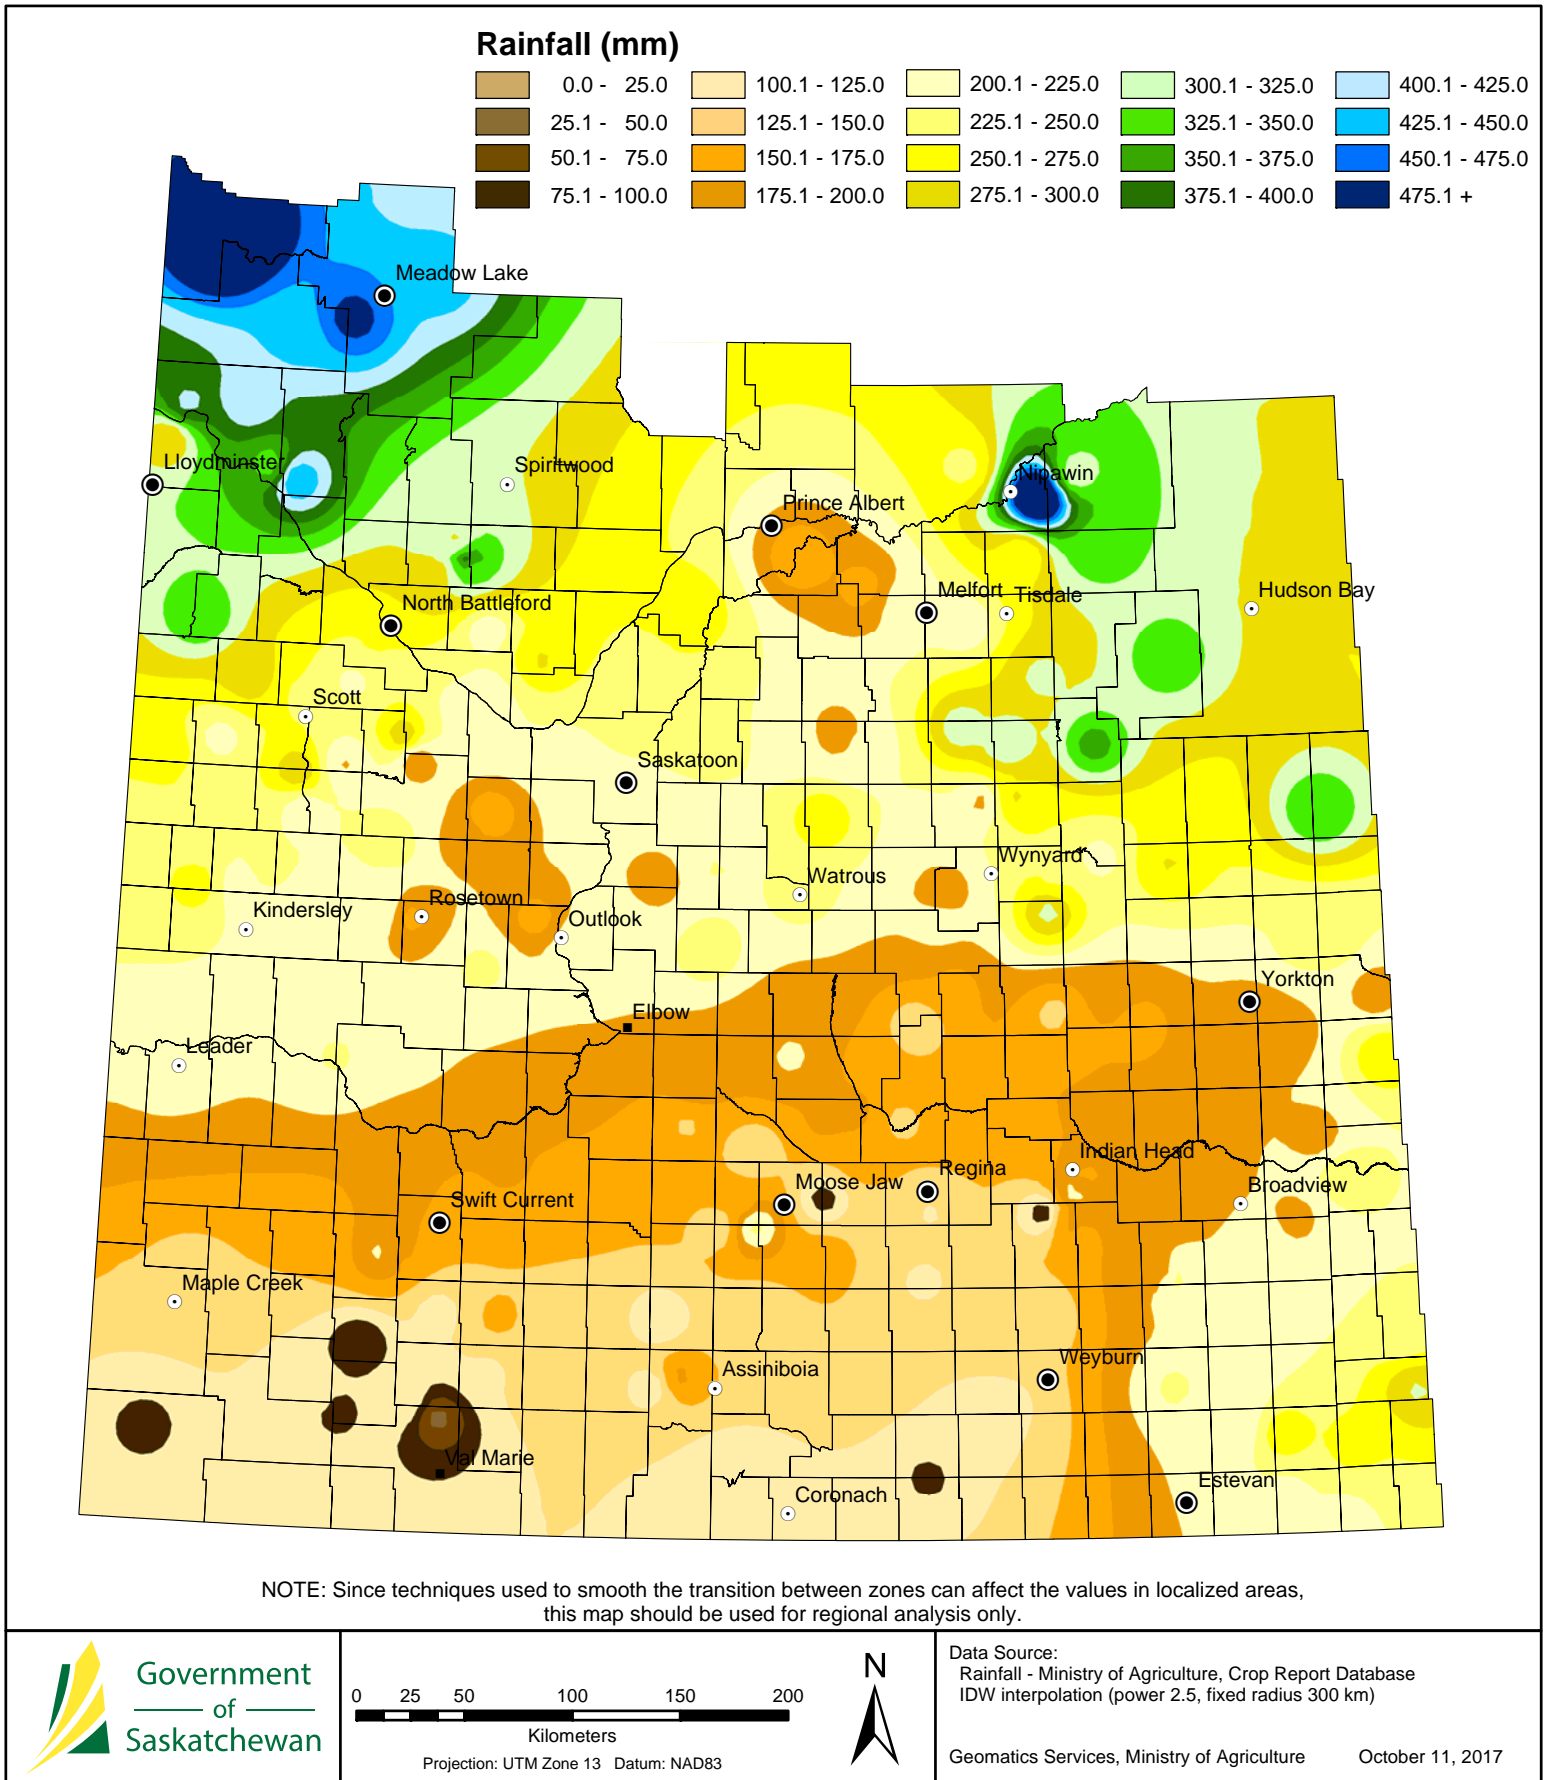 Rainfall (mm)
0.0 - 25.0
25.1 - 50.0
50.1 - 75.0
75.1 - 100.0
100.1 - 125.0
125.1 - 150.0
150.1 - 175.0
175.1 - 200.0
200.1 - 225.0
225.1 - 250.0
250.1 - 275.0
275.1 - 300.0
300.1 - 325.0
325.1 - 350.0
350.1 - 375.0
375.1 - 400.0
400.1 - 425.0
425.1 - 450.0
450.1 - 475.0
475.1 +
Meadow Lake
Lloydminster
Spiritwood
Nipawin
Prince Albert
Hudson Bay
Melfort
Tisdale
North Battleford
Scott
Saskatoon
Wynyard
Watrous
Rosetown
Kindersley
Outlook
Yorkton
Elbow
Leader
Indian Head
Regina
Moose Jaw
Broadview
Swift Current
Maple Creek
Weyburn
Assiniboia
Val Marie
Estevan
Coronach
NOTE: Since techniques used to smooth the transition between zones can affect the values in localized areas,
this map should be used for regional analysis only.
Government
of
Saskatchewan
0 25 50 100 150 200
Kilometers
Projection: UTM Zone 13 Datum: NAD83
N
Data Source:
Rainfall - Ministry of Agriculture, Crop Report Database
IDW interpolation (power 2.5, fixed radius 300 km)
Geomatics Services, Ministry of Agriculture October 11, 2017